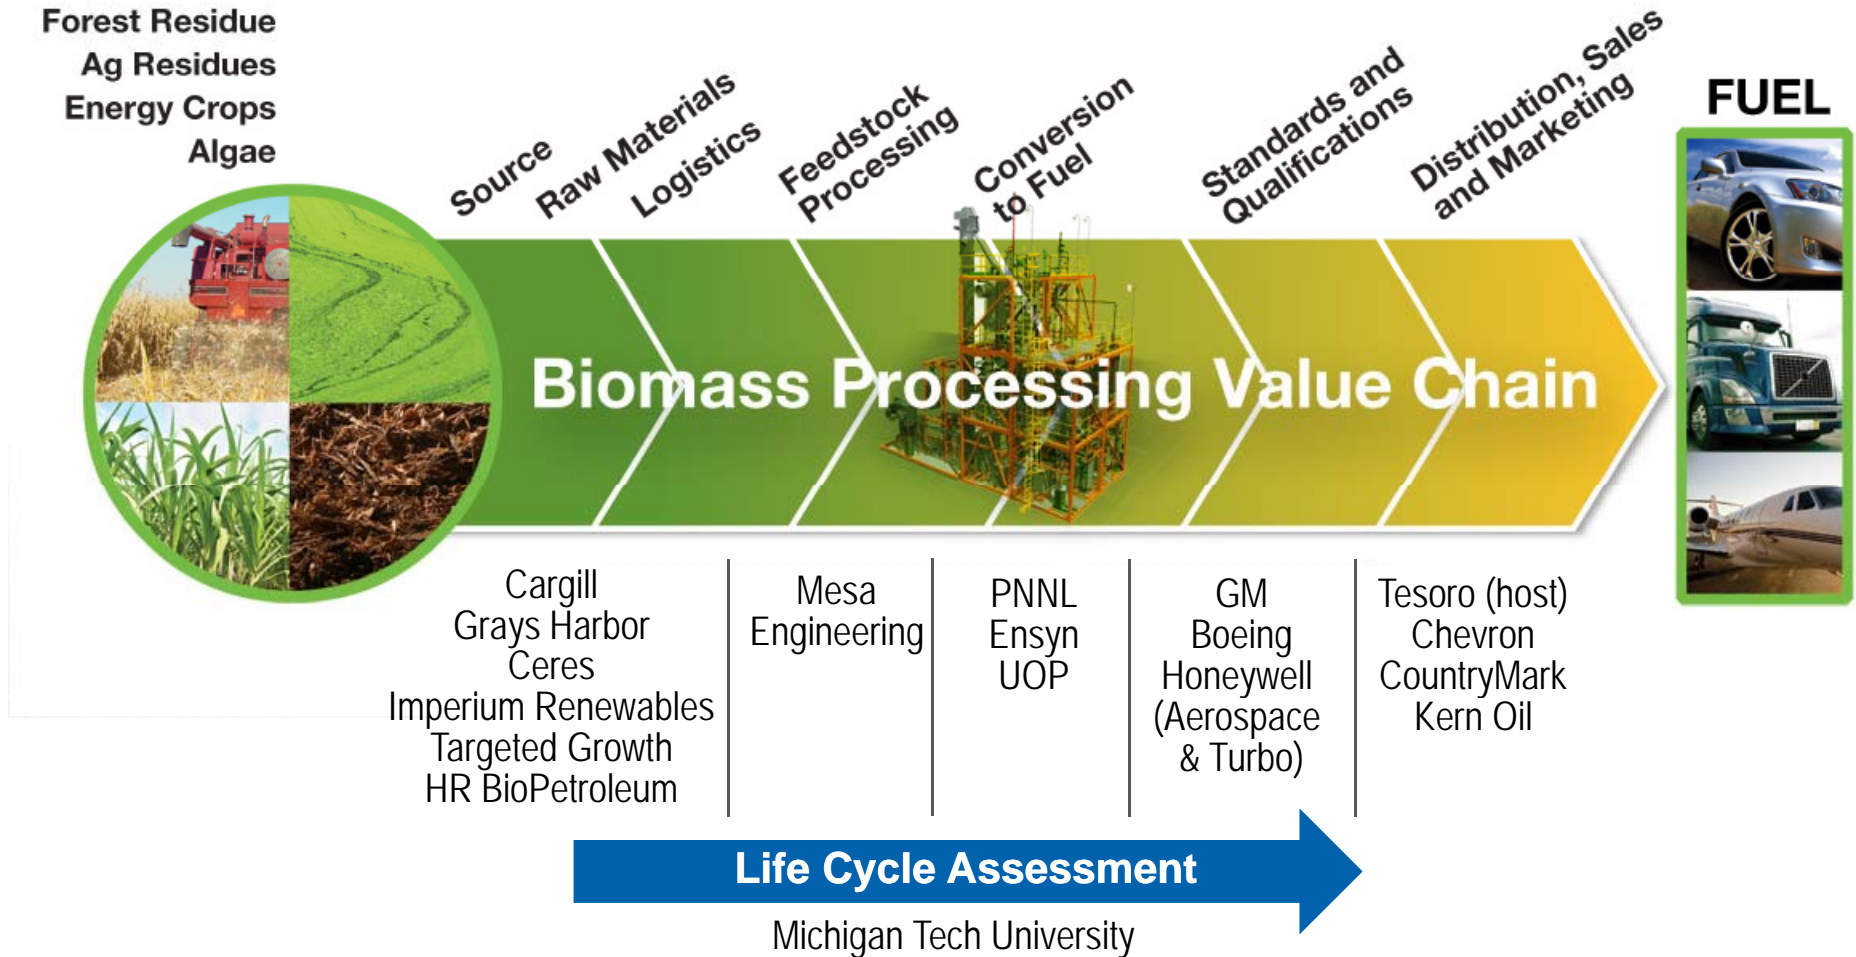 Forest Residue
Ag Residues
Energy Crops
Algae
Source
Raw Materials
Logistics
Feedstock
Processing
Conversion
to Fuel
Standards and
Qualifications
Distribution, Sales
and Marketing
FUEL
Biomass Processing Value Chain
Cargill
Grays Harbor
Ceres
Imperium Renewables
Targeted Growth
HR BioPetroleum
Mesa
Engineering
PNNL
Ensyn
UOP
GM
Boeing
Honeywell
(Aerospace
& Turbo)
Tesoro (host)
Chevron
CountryMark
Kern Oil
Life Cycle Assessment
Michigan Tech University